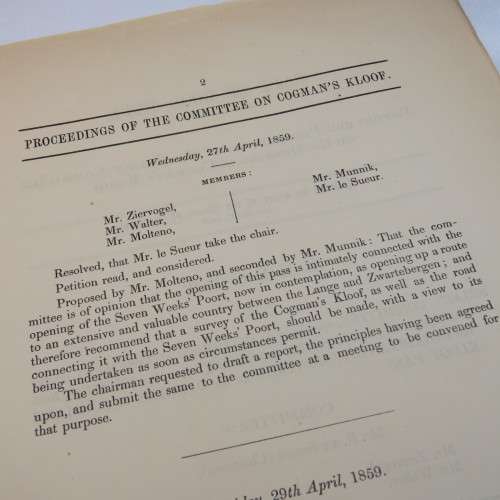 2
PROCEEDINGS OF THE COMMITTEE ON COGMAN'S KLOOF.
Wednesday, 27th April, 1859.
MEMBERS:
Mr. Ziervogel,
Mr. Walter,
Mr. Molteno,
Mr. Munnik,
Mr. le Sueur.
Resolved, that Mr. le Sueur take the chair.
Petition read, and considered.
Proposed by Mr. Molteno, and seconded by Mr. Munnik: That the com-
mittee is of opinion that the opening of this pass is intimately connected with the
opening of the Seven Weeks' Poort, now in contemplation, as opening up a route
to an extensive and valuable country between the Lange and Zwartebergen; and
therefore recommend that a survey of the Cogman's Kloof, as well as the road
connecting it with the Seven Weeks' Poort, should be made, with a view to its
being undertaken as soon as circumstances permit.
The chairman requested to draft a report, the principles having been agreed
upon, and submit the same to the committee at a meeting to be convened for
that purpose.
29th April, 1859.